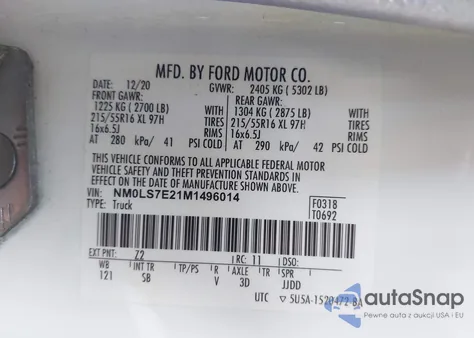 MFD. BY FORD MOTOR CO.
DATE: 12/20 GVWR: 2405 KG ( 5302 LB)
FRONT GAWR: REAR GAWR:
1225 KG ( 2700 LB) 1304 KG ( 2875 LB)
215/55R16 XL 97H TIRES 215/55R16 XL 97H TIRES
16x6.5J RIMS 16x6.5J RIMS
AT 280 kPa/ 41 PSI COLD AT 290 kPa/ 42 PSI COLD
THIS VEHICLE CONFORMS TO ALL APPLICABLE FEDERAL MOTOR
VEHICLE SAFETY AND THEFT PREVENTION STANDARDS IN EFFECT
ON THE DATE OF MANUFACTURE SHOWN ABOVE.
VIN: NM0LS7E21M1496014 F0318
TYPE: Truck T0692
EXT PNT: Z2 RC: 11 DSO:
WB INT TR TP/PS R AXLE TR SPR
121 SB V 3D JJDD
UTC
autoSnap
Pewne auta z aukcji USA i EU